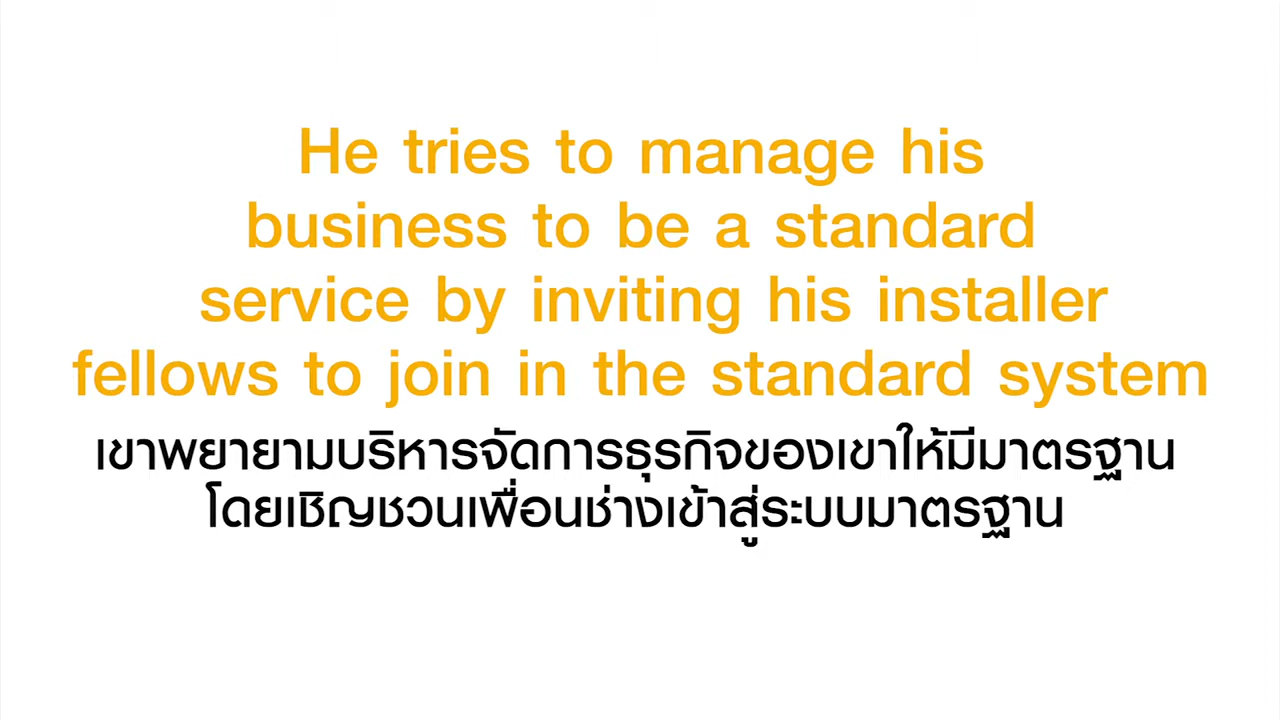 He tries to manage his
business to be a standard
service by inviting his installer
fellows to join in the standard system
เขาพยายามบริหารจัดการธุรกิจของเขาให้มีมาตรฐาน
โดยเชิญชวนเพื่อนช่างเข้าสู่ระบบมาตรฐาน